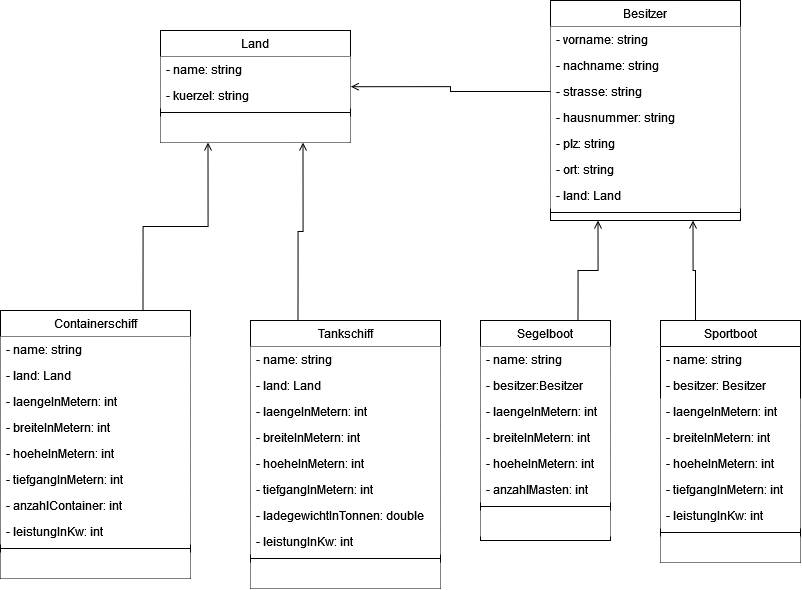 Land
- name: string
- kuerzel: string
Besitzer
- vorname: string
- nachname: string
- strasse: string
- hausnummer: string
- plz: string
- ort: string
- land: Land
Containerschiff
- name: string
- land: Land
- laengeInMetern: int
- breiteInMetern: int
- hoeheInMetern: int
- tiefgangInMetern: int
- anzahlContainer: int
- leistungInKw: int
Tankschiff
- name: string
- land: Land
- laengeInMetern: int
- breiteInMetern: int
- hoeheInMetern: int
- tiefgangInMetern: int
- ladegewichtInTonnen: double
- leistungInKw: int
Segelboot
- name: string
- besitzer:Besitzer
- laengeInMetern: int
- breiteInMetern: int
- hoeheInMetern: int
- anzahlMasten: int
Sportboot
- name: string
- besitzer: Besitzer
- laengeInMetern: int
- breiteInMetern: int
- hoeheInMetern: int
- tiefgangInMetern: int
- leistungInKw: int